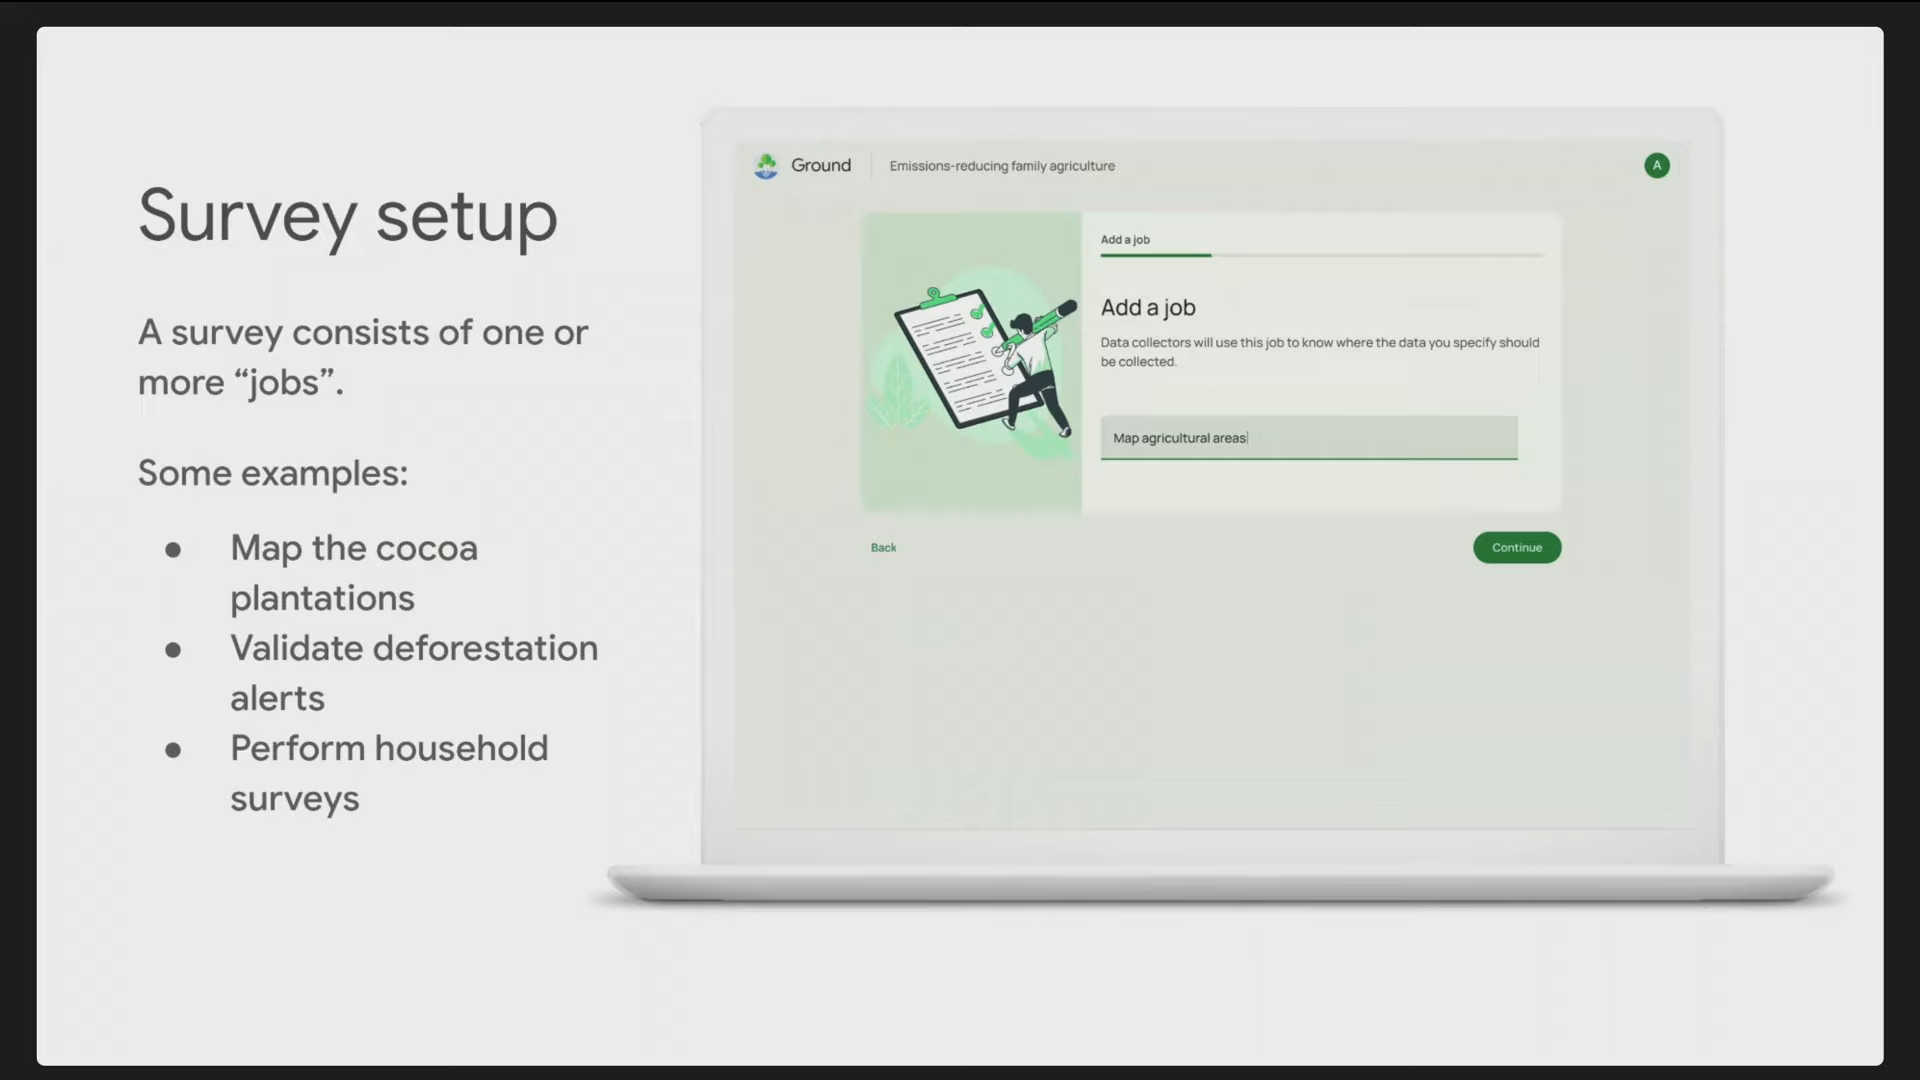 Survey setup
A survey consists of one or
more “jobs”.
Some examples:
● Map the cocoa
plantations
● Validate deforestation
alerts
● Perform household
surveys
Ground
Emissions-reducing family agriculture
A
Add a job
Add a job
Data collectors will use this job to know where the data you specify should
be collected.
Map agricultural areas
Back
Continue